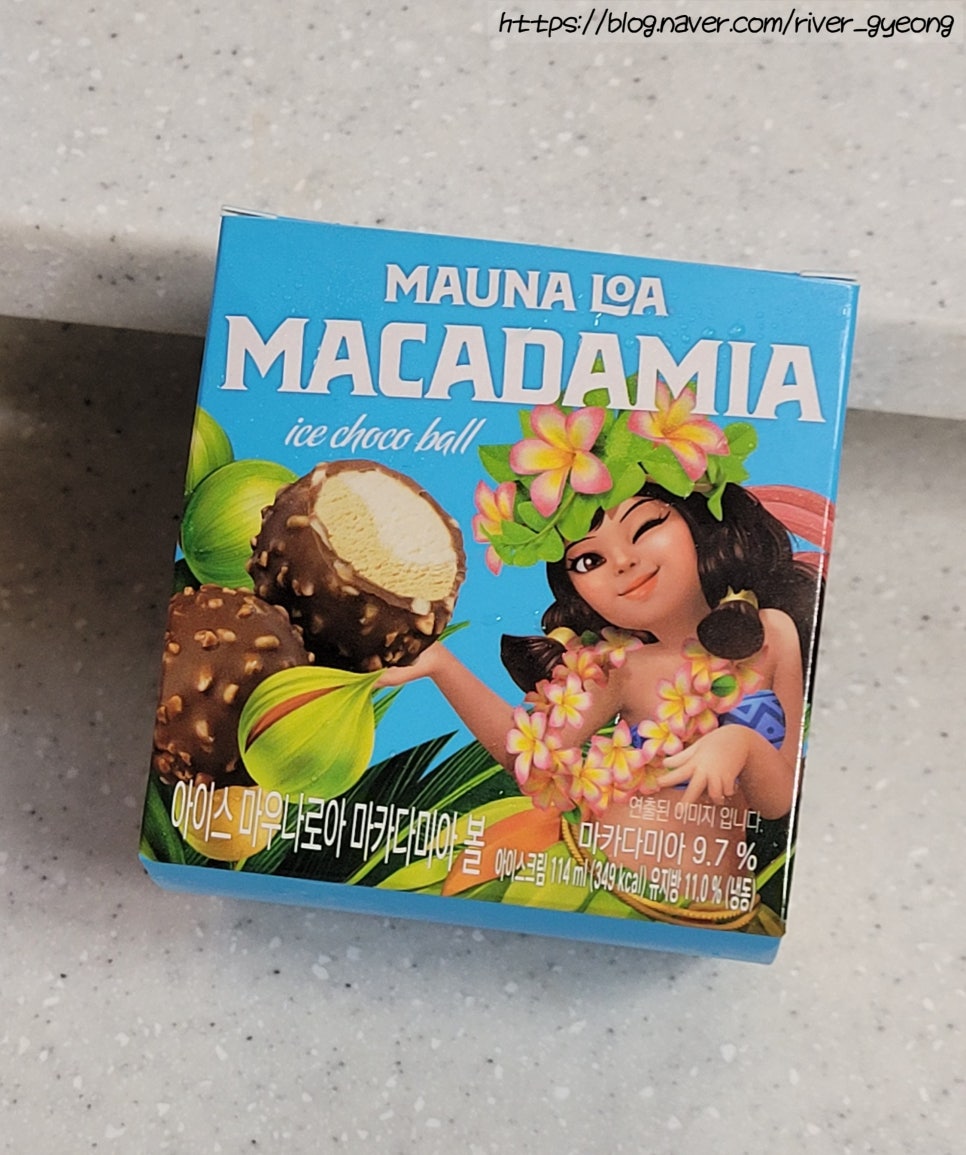 https://blog.naver.com/river_gyeong
MAUNA LOA
MACADAMIA
ice choco ball
아이스 마우나로아 마카다미아 볼
연출된 이미지 입니다.
마카다미아 9.7 %
아이스크림 114 ml (349 kcal) 유지방 11.0 % (냉동)